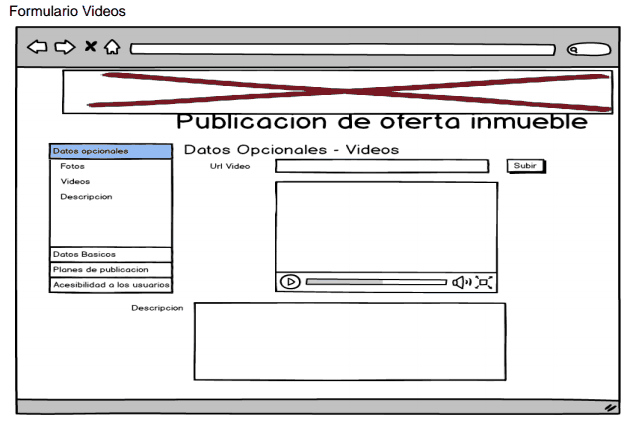 Formulario Videos
Publicacion de oferta inmueble
Datos opcionales
Fotos
Videos
Descripcion
Datos Basicos
Planes de publicacion
Acesibilidad a los usuarios
Datos Opcionales - Videos
Url Video
Subir
Descripcion